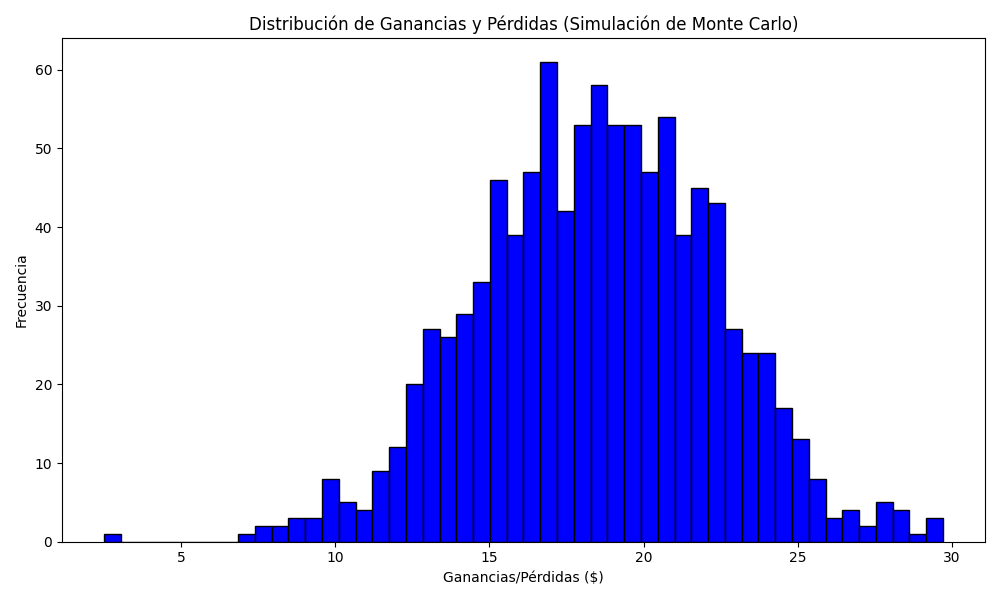 Distribución de Ganancias y Pérdidas (Simulación de Monte Carlo)
60
50
40
30
20
10
0
Frecuencia
5 10 15 20 25 30
Ganancias/Pérdidas ($)